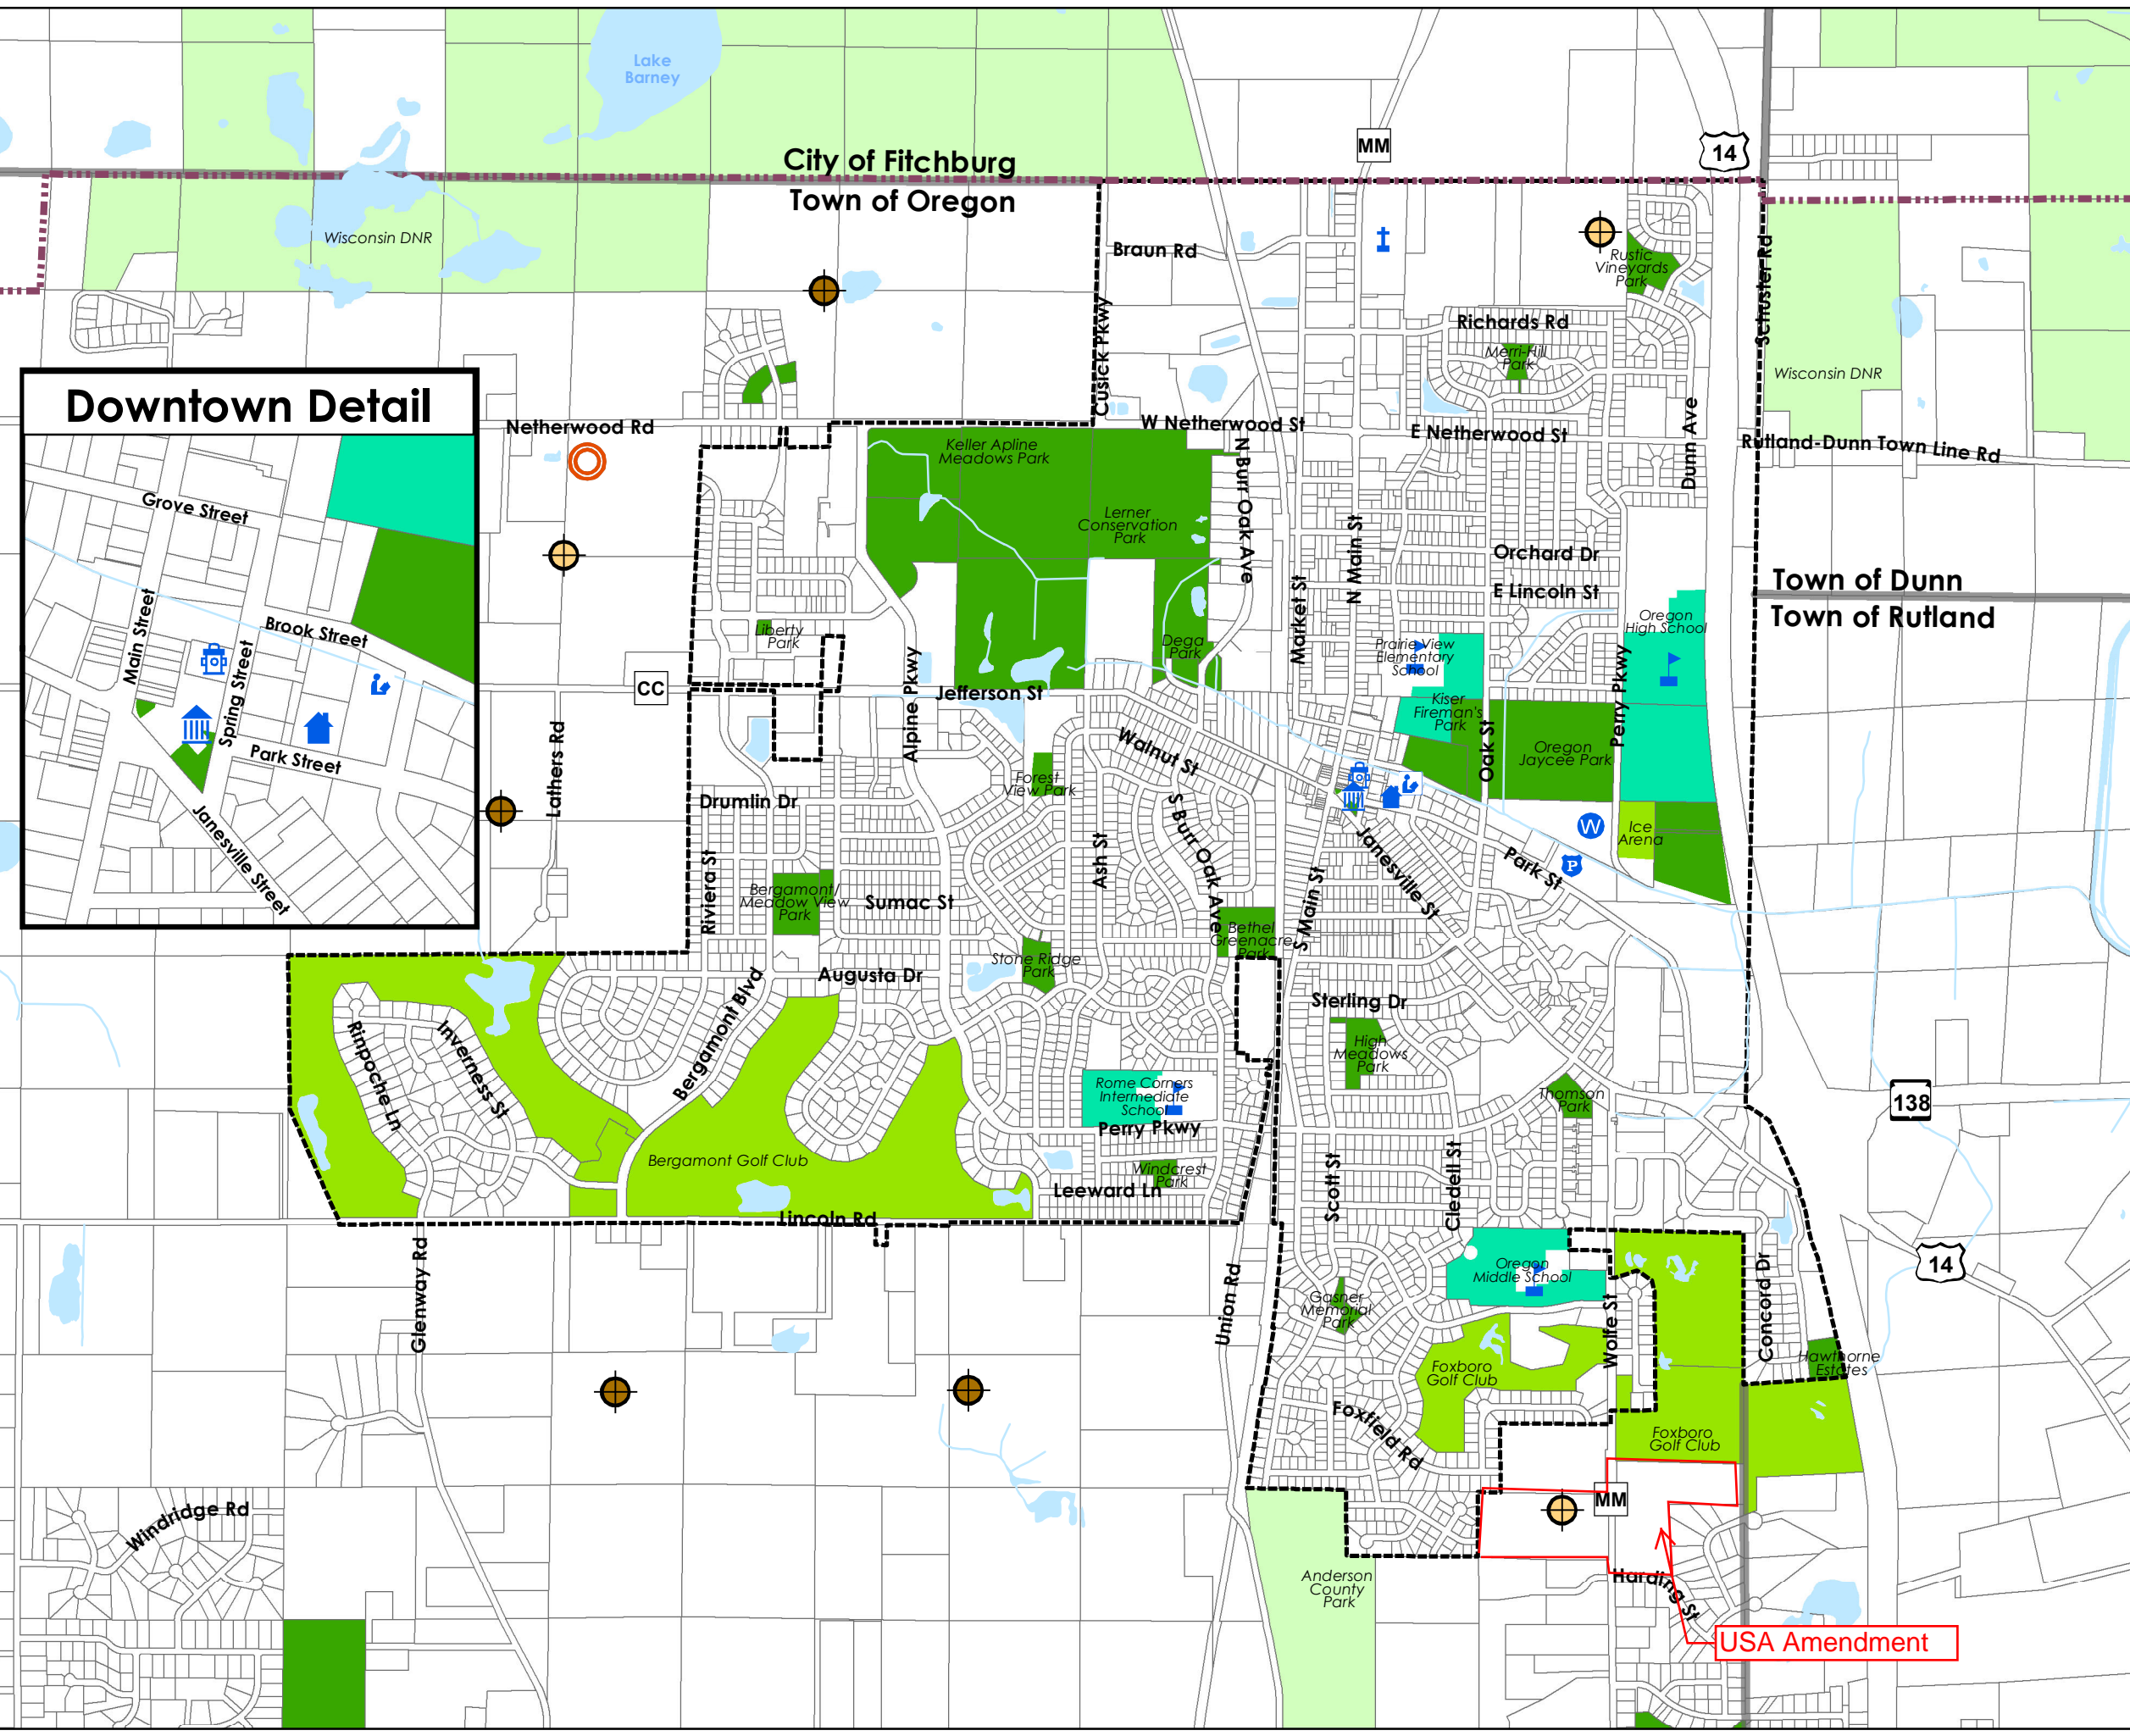 Lake
Barney
MM
14
City of Fitchburg
Town of Oregon
Wisconsin DNR
Braun Rd
Rustic
Vineyards
Park
Schuster Rd
Cusick Pkwy
Richards Rd
Merri-Hill
Park
Wisconsin DNR
Downtown Detail
Grove Street
Main Street
Brook Street
Spring Street
Park Street
Janesville Street
Netherwood Rd
Keller Apline
Meadows Park
W Netherwood St
E Netherwood St
Dunn Ave
Rutland-Dunn Town Line Rd
N Burr Oak Ave
Lerner
Conservation
Park
N Main St
Orchard Dr
E Lincoln St
Town of Dunn
Town of Rutland
Market St
Liberty
Park
Dega
Park
Prairie View
Elementary
School
Oregon
High School
CC
Jefferson St
Alpine Pkwy
Kiser
Fireman's
Park
Perry Pkwy
Oak St
Oregon
Jaycee Park
Lathers Rd
Walnut St
Forest
View Park
Drumlin Dr
S Burr Oak Ave
Ash St
W
Ice
Arena
P
Janesville St
Park St
Riviera St
Bergamont/
Meadow View
Park
Sumac St
S Main St
Bethel
Greenacre
Park
Stone Ridge
Park
Augusta Dr
Sterling Dr
Bergamont Blvd
Rinpoche Ln
Inverness St
High
Meadows
Park
Rome Corners
Intermediate
School
Thomson
Park
138
Perry Pkwy
Bergamont Golf Club
Windcrest
Park
Leeward Ln
Scott St
Cledell St
Lincoln Rd
Glenway Rd
Union Rd
Oregon
Middle School
14
Gasner
Memorial
Park
Wolfe St
Concord Dr
Hawthorne
Estates
Foxboro
Golf Club
Foxfield Rd
Foxboro
Golf Club
MM
Windridge Rd
Anderson
County
Park
Harding St
USA Amendment